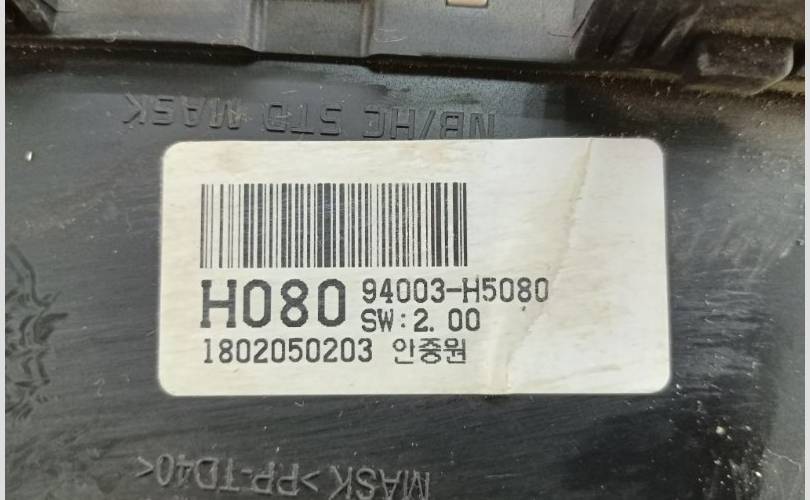 NB/HC STD MASK
H080 94003-H5080
SW:2.00
1802050203 안중원
MASK >PP-TD40<